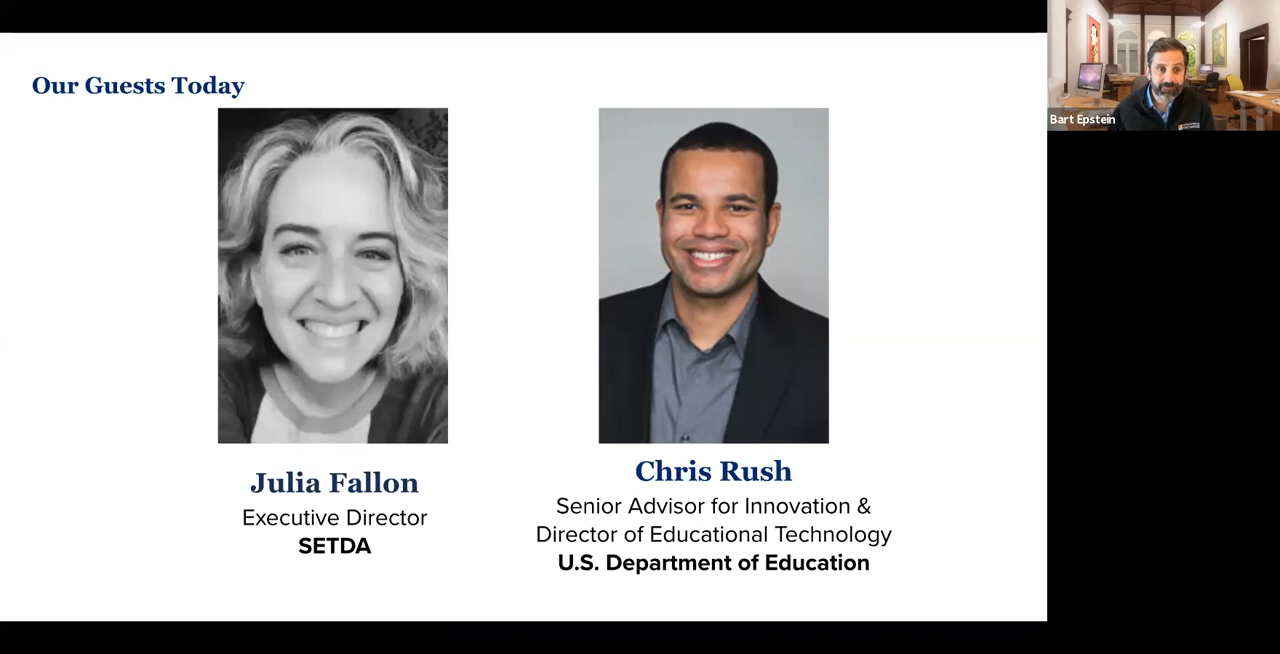 Our Guests Today
Bart Epstein
Julia Fallon
Executive Director
SETDA
Chris Rush
Senior Advisor for Innovation &
Director of Educational Technology
U.S. Department of Education